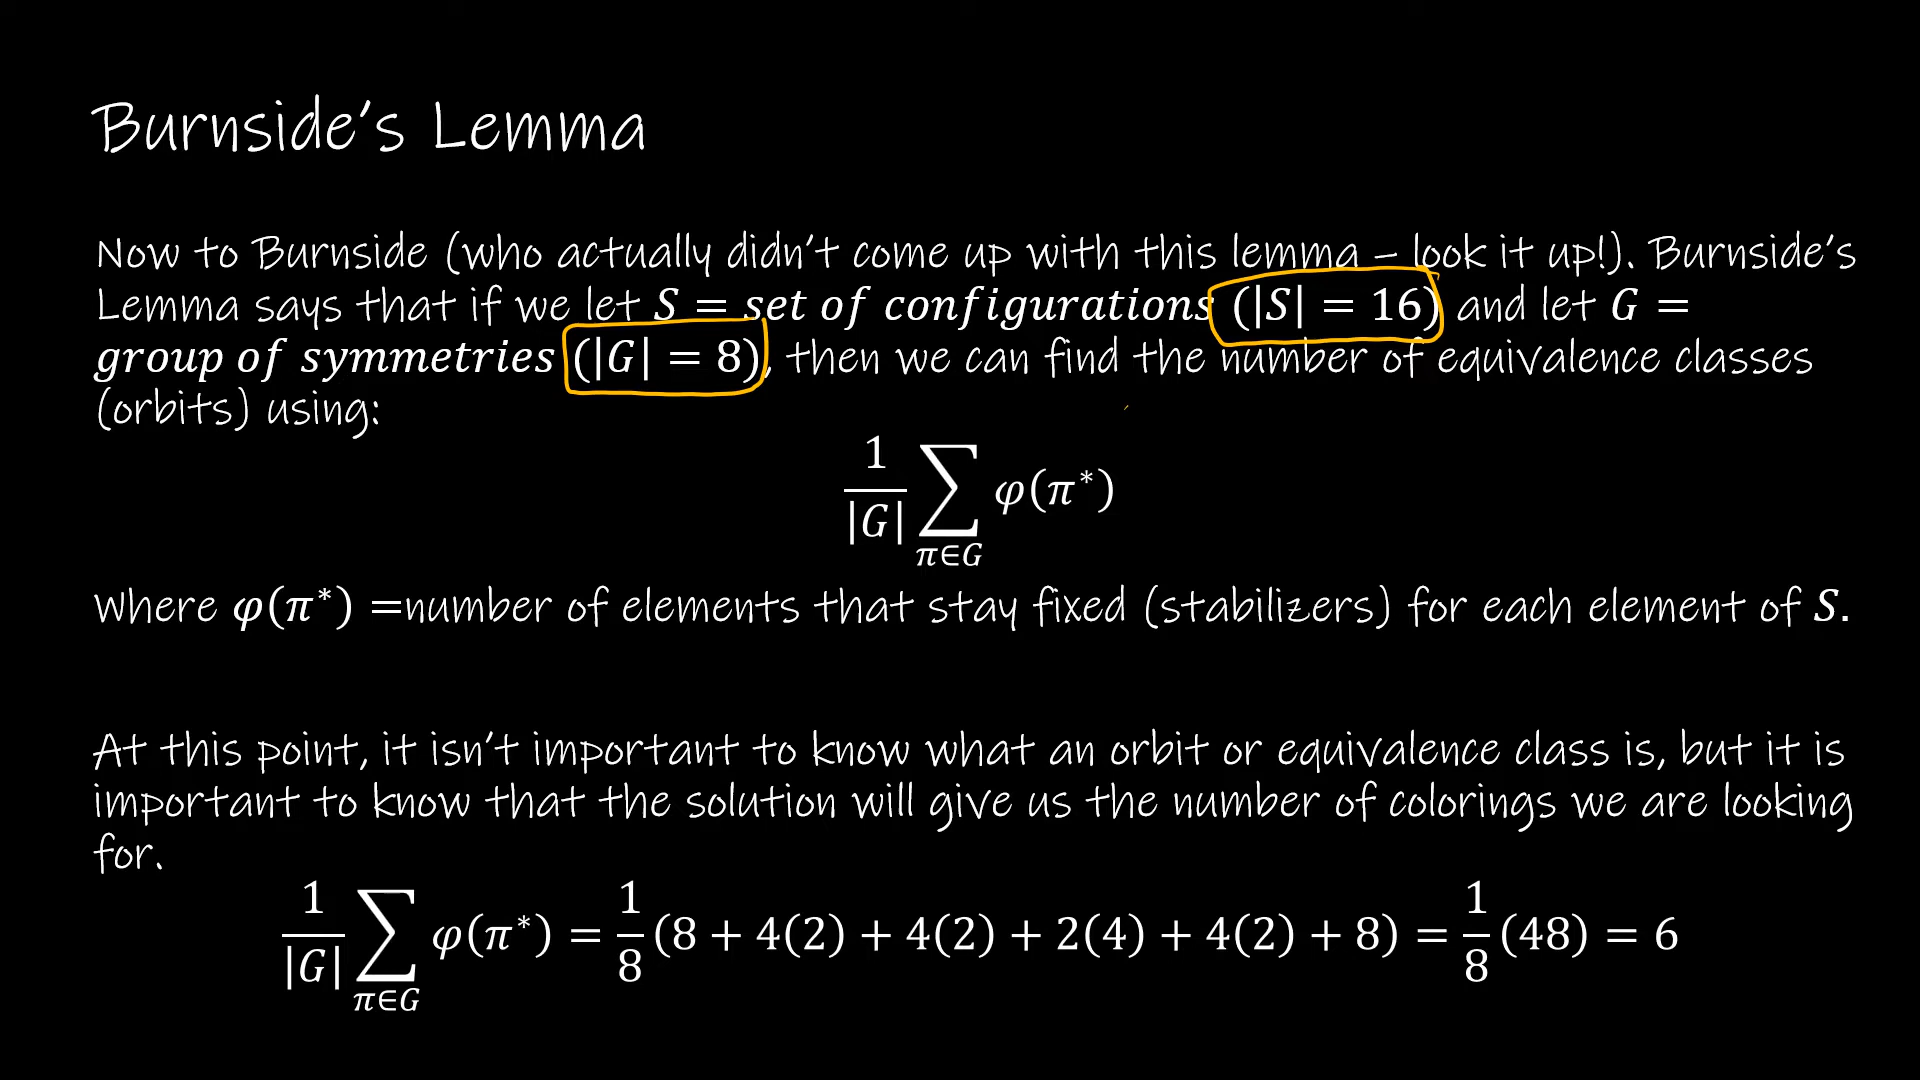 Burnside's Lemma
Now to Burnside (who actually didn't come up with this lemma – look it up!). Burnside's
Lemma says that if we let S = set of configurations (|S| = 16) and let G =
group of symmetries (|G| = 8), then we can find the number of equivalence classes
(orbits) using:
1/|G| ∑_{π∈G} φ(π*)
Where φ(π*) =number of elements that stay fixed (stabilizers) for each element of S.
At this point, it isn't important to know what an orbit or equivalence class is, but it is
important to know that the solution will give us the number of colorings we are looking
for.
1/|G| ∑_{π∈G} φ(π*) = 1/8 (8 + 4(2) + 4(2) + 2(4) + 4(2) + 8) = 1/8 (48) = 6